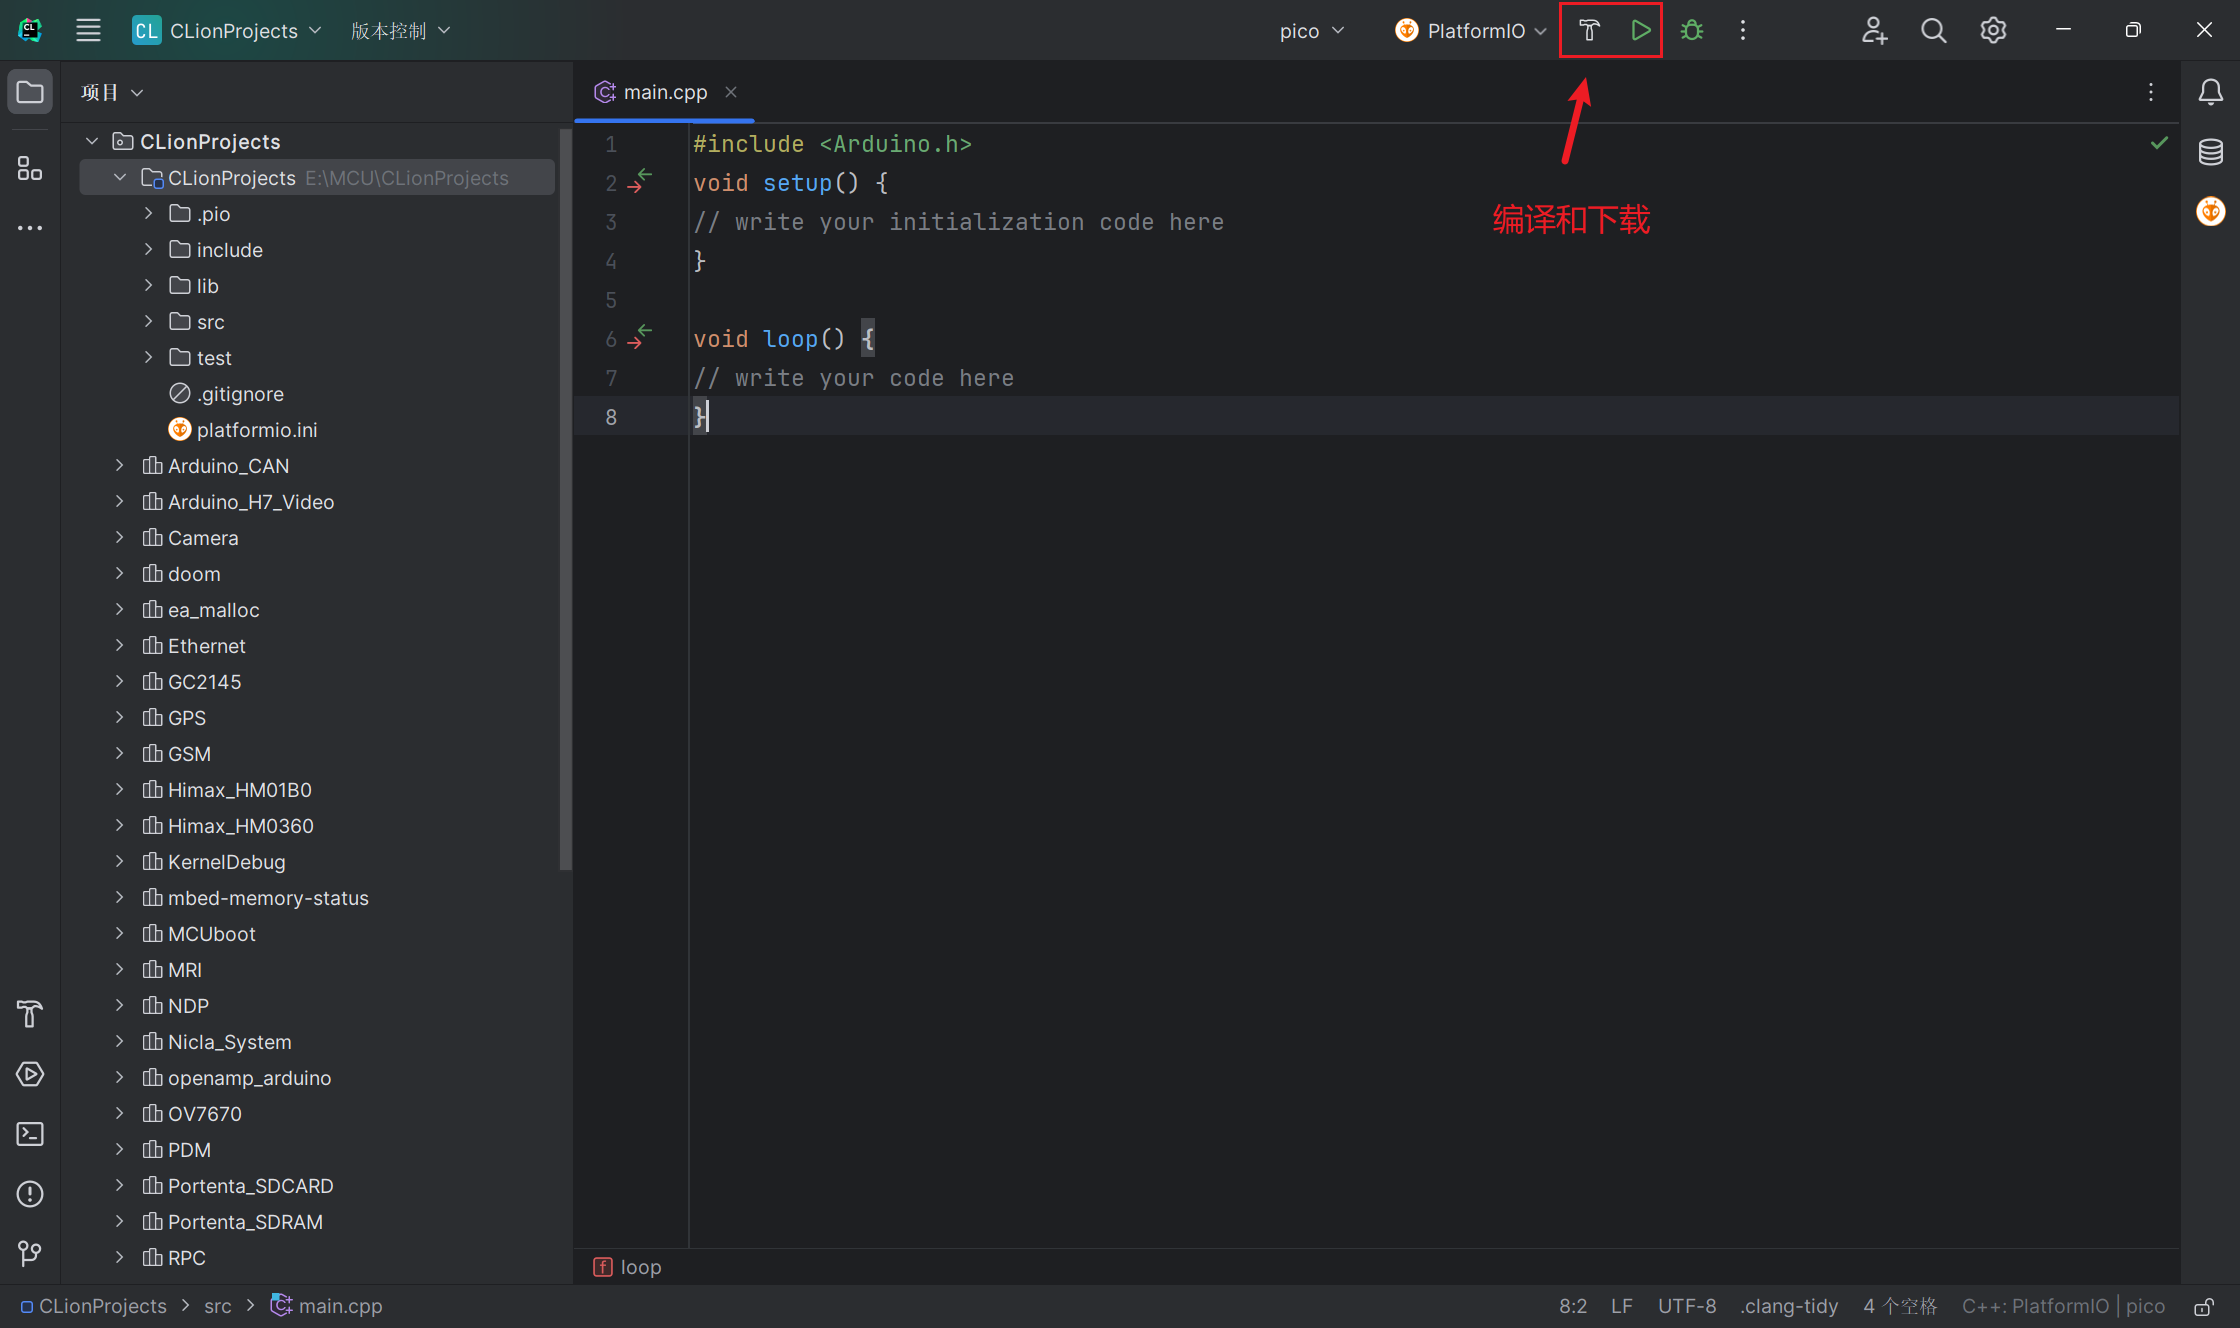 CL CLionProjects 版本控制 pico PlatformIO
项目
main.cpp
编译和下载
CLionProjects
CLionProjects E:\MCU\CLionProjects
.pio
include
lib
src
test
.gitignore
platformio.ini
Arduino_CAN
Arduino_H7_Video
Camera
doom
ea_malloc
Ethernet
GC2145
GPS
GSM
Himax_HM01B0
Himax_HM0360
KernelDebug
mbed-memory-status
MCUboot
MRI
NDP
Nicla_System
openamp_arduino
OV7670
PDM
Portenta_SDCARD
Portenta_SDRAM
RPC
1 #include <Arduino.h>
2 void setup() {
3 // write your initialization code here
4 }
5
6 void loop() {
7 // write your code here
8 }
f loop
CLionProjects > src > main.cpp
8:2 LF UTF-8 .clang-tidy 4 个空格 C++: PlatformIO | pico